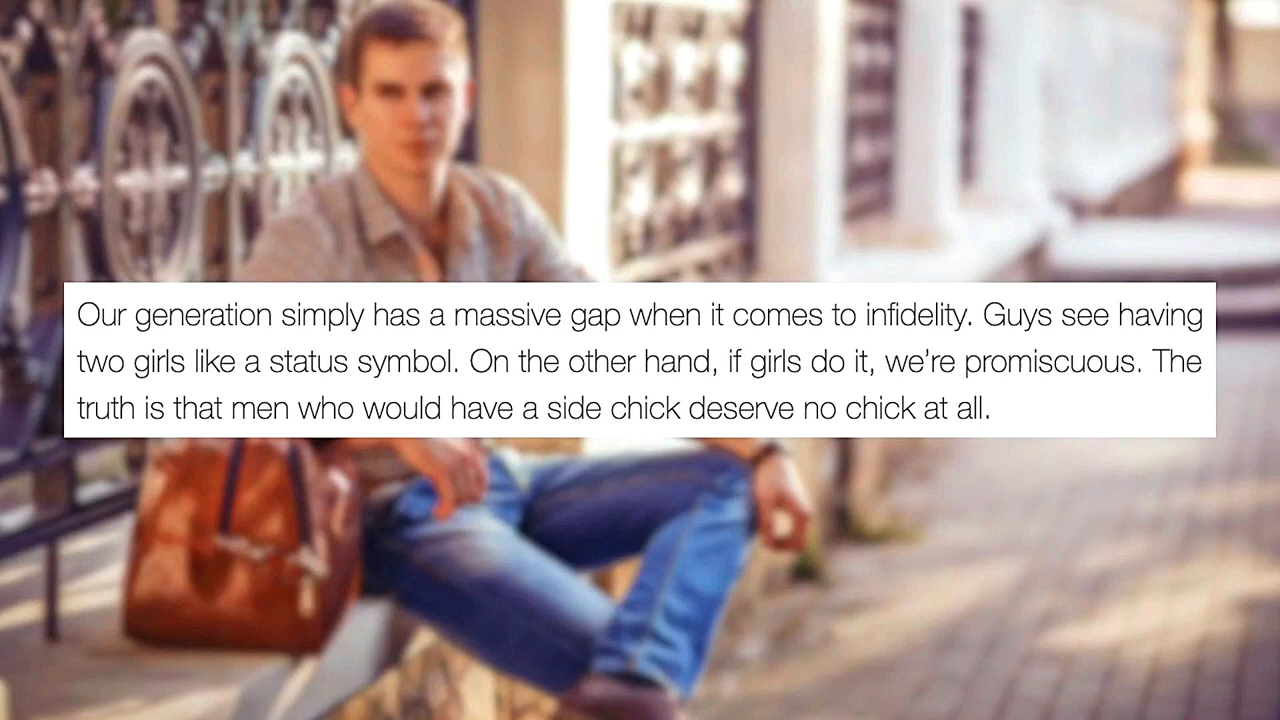 Our generation simply has a massive gap when it comes to infidelity. Guys see having
two girls like a status symbol. On the other hand, if girls do it, we’re promiscuous. The
truth is that men who would have a side chick deserve no chick at all.